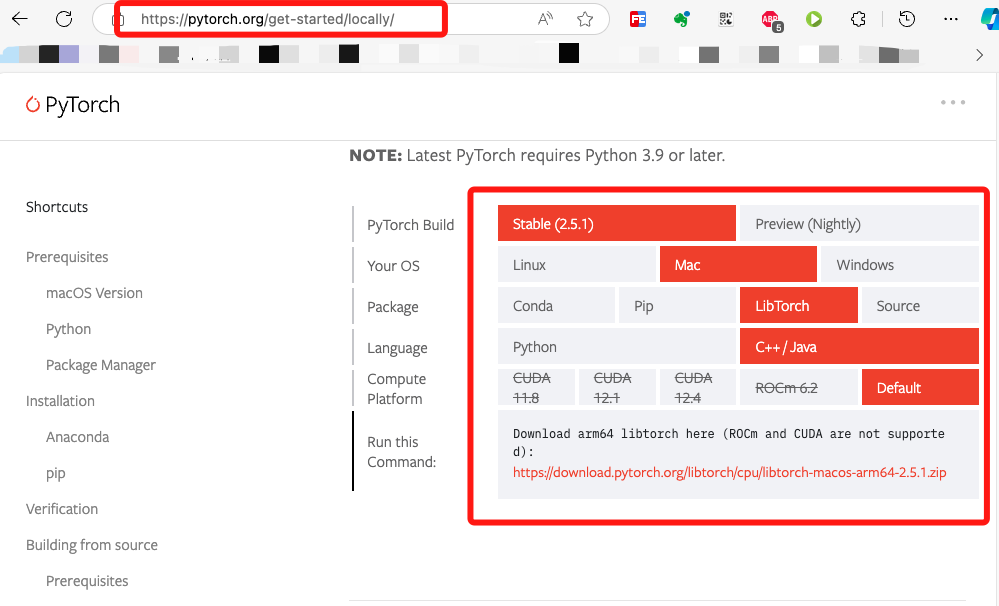 https://pytorch.org/get-started/locally/
A
FE
ABP
5
PyTorch
NOTE: Latest PyTorch requires Python 3.9 or later.
Shortcuts
Prerequisites
macOS Version
Python
Package Manager
Installation
Anaconda
pip
Verification
Building from source
Prerequisites
PyTorch Build
Stable (2.5.1)
Preview (Nightly)
Your OS
Linux
Mac
Windows
Package
Conda
Pip
LibTorch
Source
Language
Python
C++ / Java
Compute
Platform
CUDA
11.8
CUDA
12.1
CUDA
12.4
ROCm 6.2
Default
Run this
Command:
Download arm64 libtorch here (ROCm and CUDA are not supporte
d):
https://download.pytorch.org/libtorch/cpu/libtorch-macos-arm64-2.5.1.zip